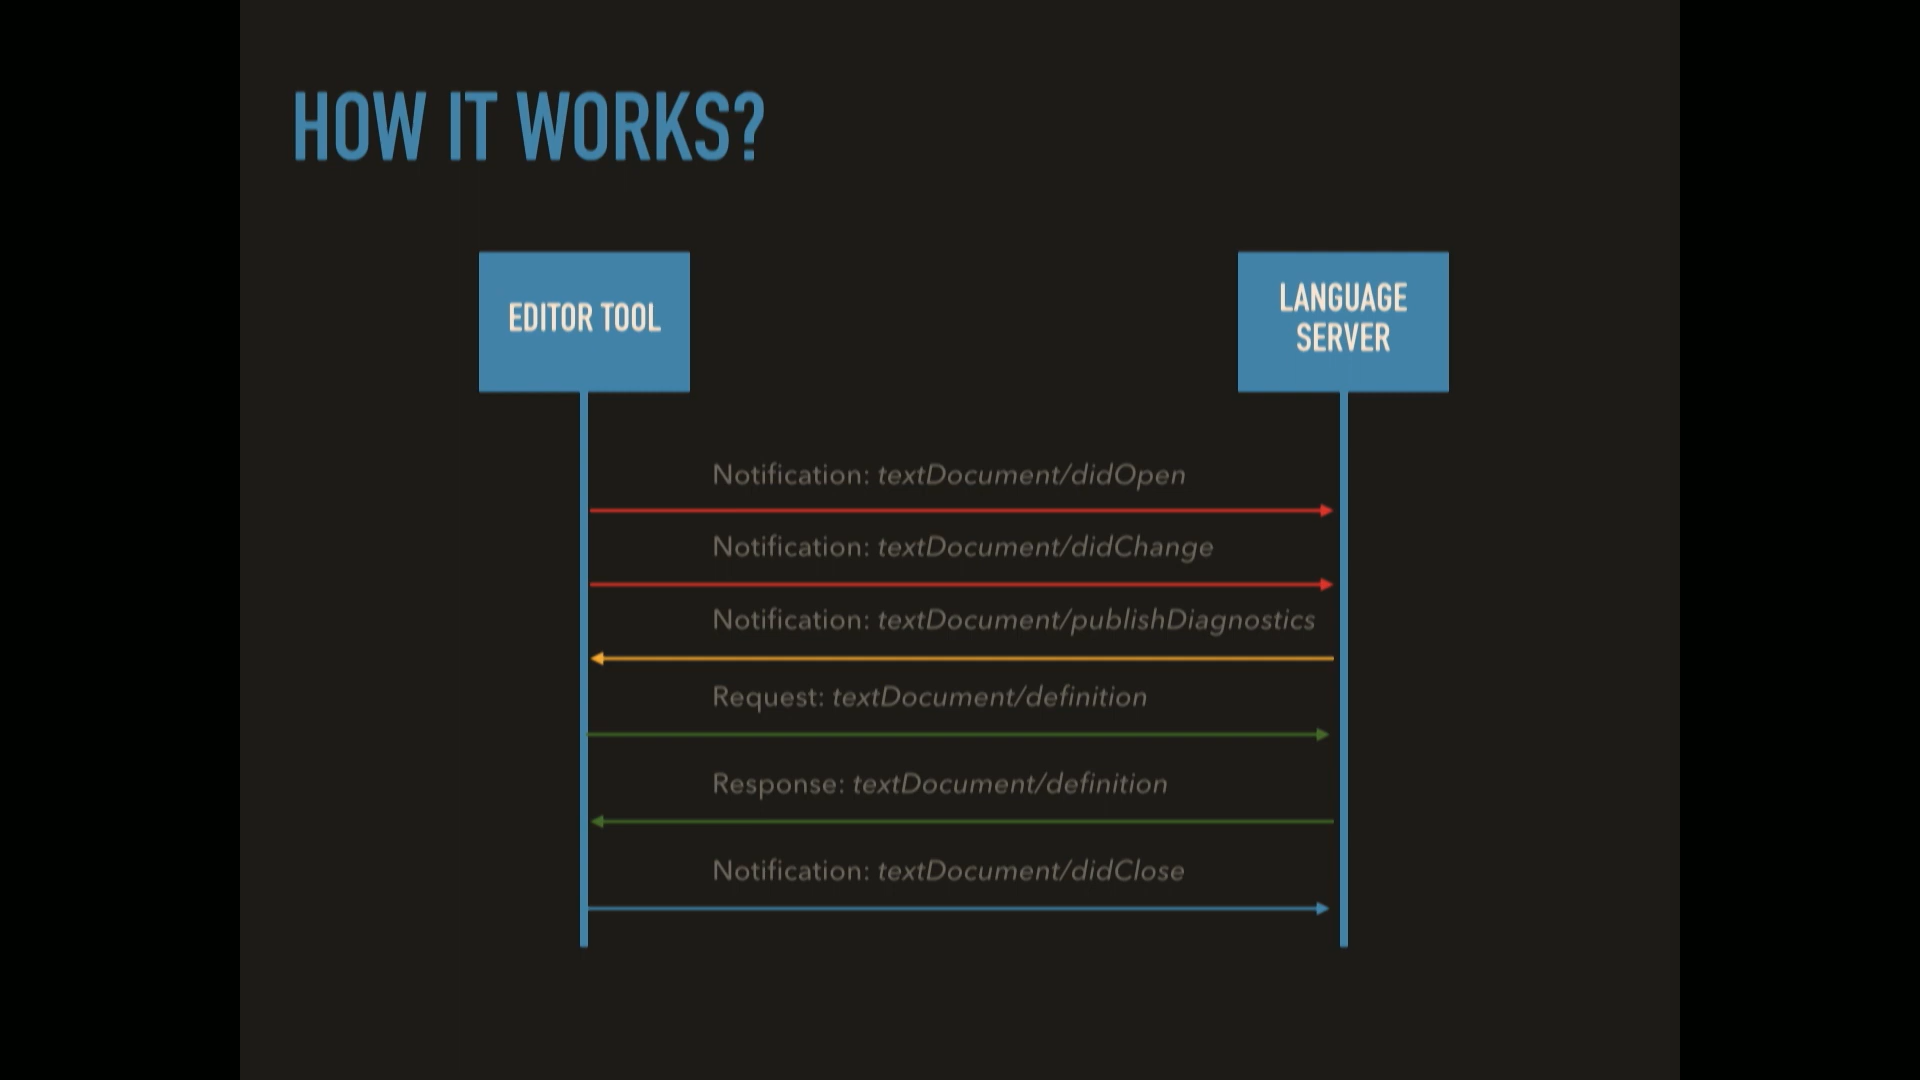 HOW IT WORKS?
EDITOR TOOL
LANGUAGE
SERVER
Notification: textDocument/didOpen
Notification: textDocument/didChange
Notification: textDocument/publishDiagnostics
Request: textDocument/definition
Response: textDocument/definition
Notification: textDocument/didClose